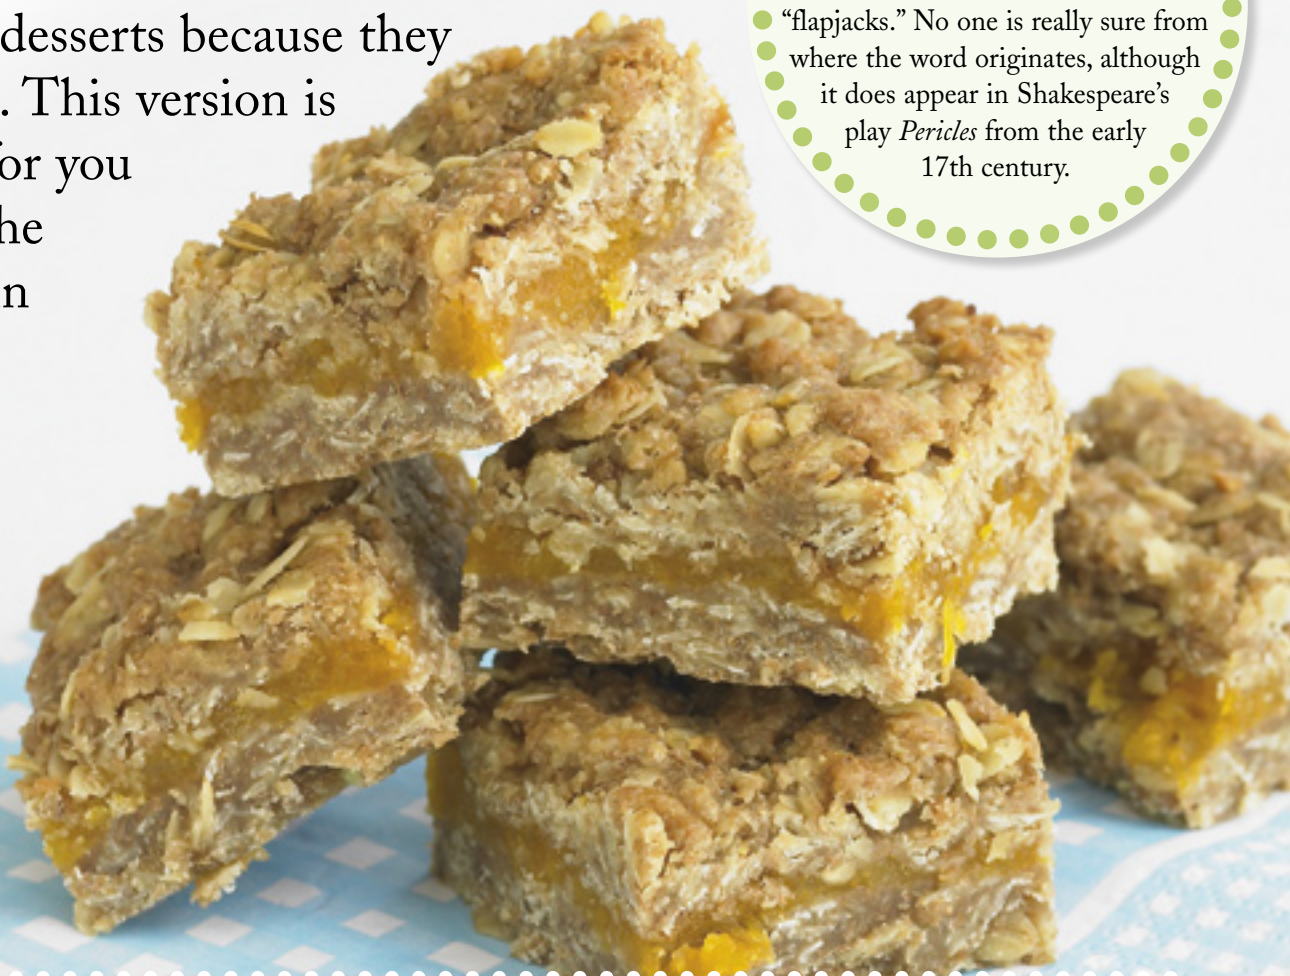 desserts because they
. This version is
for you
he
n
“flapjacks.” No one is really sure from
where the word originates, although
it does appear in Shakespeare’s
play Pericles from the early
17th century.